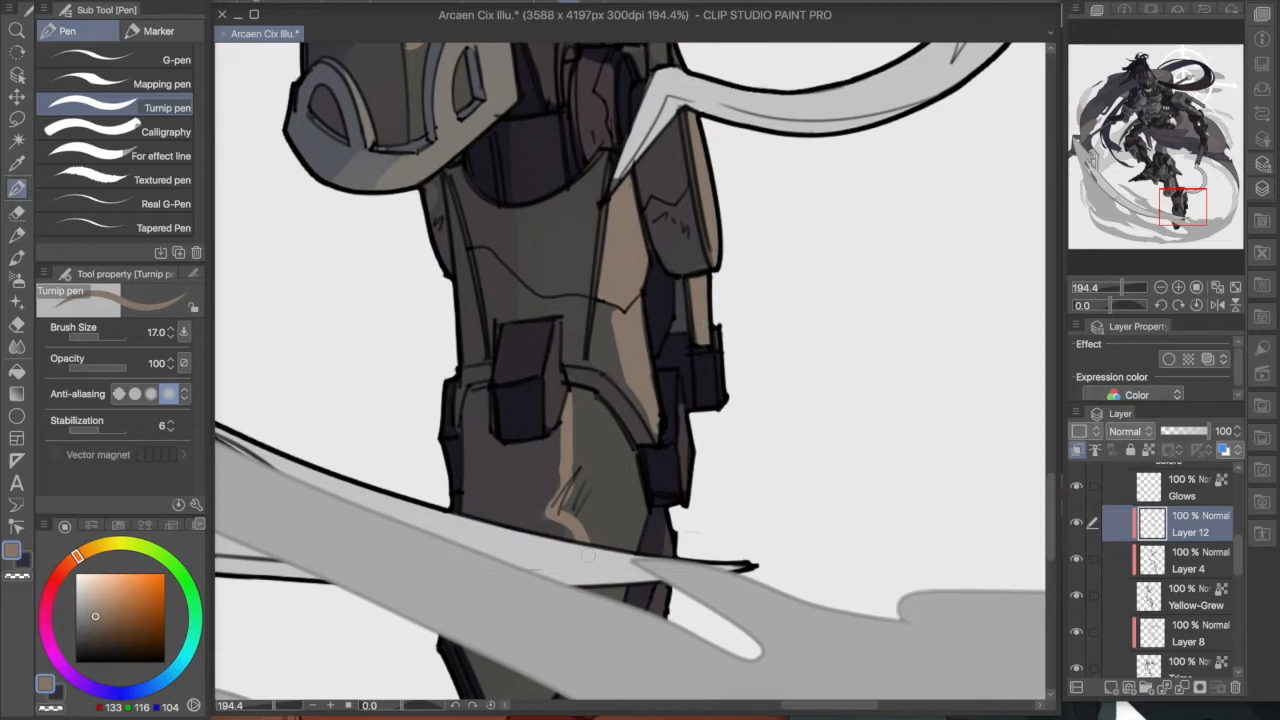 Sub Tool [Pen]
Arcaen Cix Illu.* (3588 x 4197px 300dpi 194.4%) - CLIP STUDIO PAINT PRO
Pen
Marker
Arcaen Cix Illu.*
G-pen
Mapping pen
Turnip pen
Calligraphy
For effect line
Textured pen
Real G-Pen
Tapered Pen
Tool property [Turnip pe
Turnip pen
Brush Size
17.0
Opacity
100
Anti-aliasing
Stabilization
6
Vector magnet
133
116
104
194.4
0.0
194.4
0.0
Layer Propert
Effect
Expression color
Color
Layer
Normal
100
100 % No
Glows
100 % Normal
Layer 12
100 % Normal
Layer 4
100 % No
Yellow-Grew
100 % Normal
Layer 8
100 % No